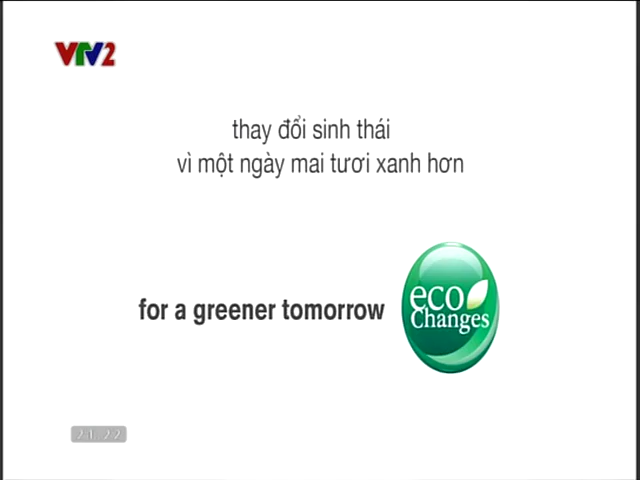 VTV2
thay đổi sinh thái
vì một ngày mai tươi xanh hơn
for a greener tomorrow
eco
Changes
21:22